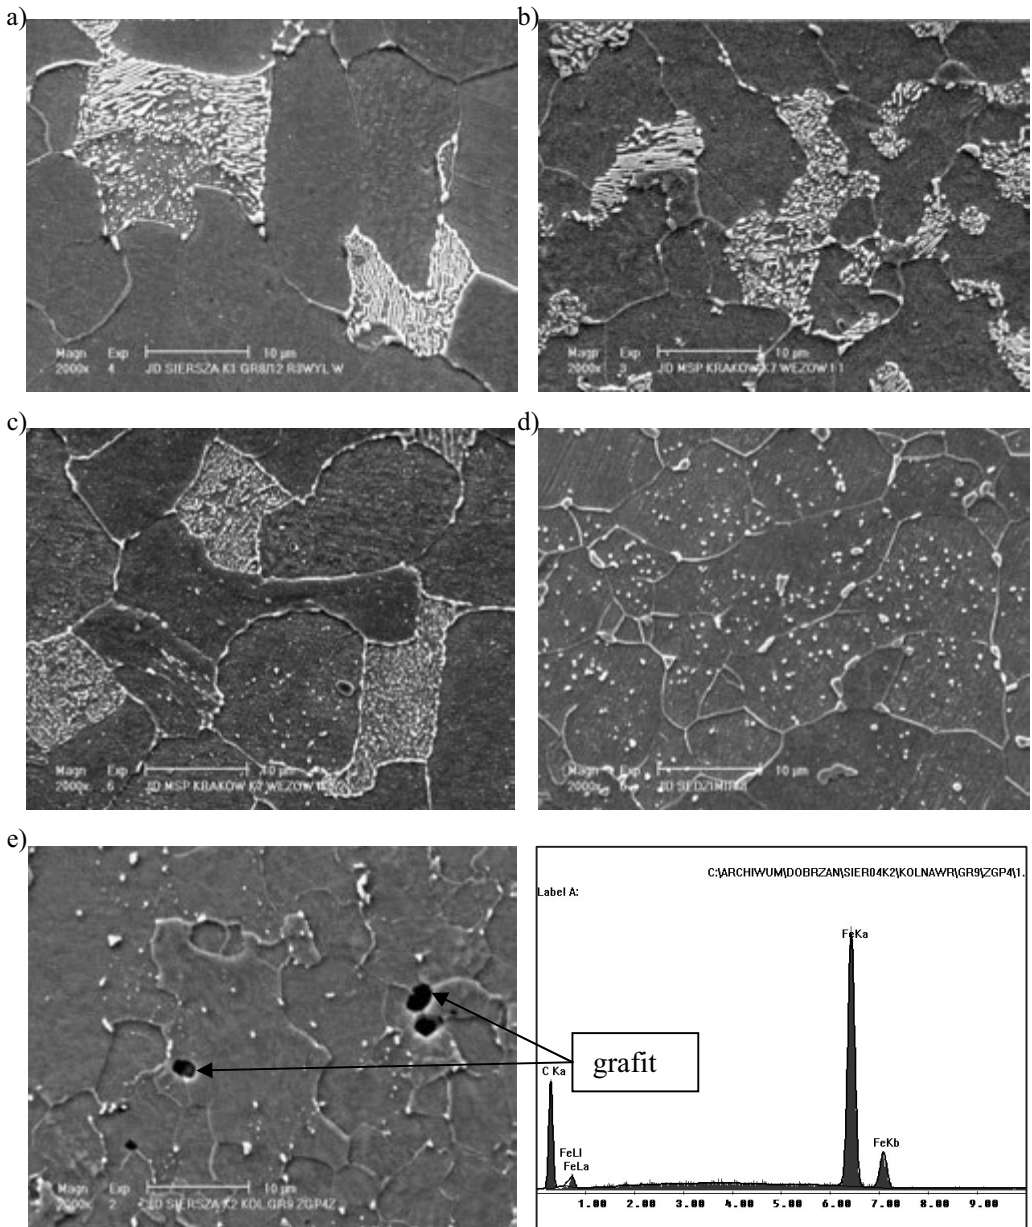 a)
b)
Magn Exp 10 µm
2000x 4 JD SIERSZA K1 GR8/12 R3WYL W
Magn Exp 10 µm
2000x 3 JD MSP KRAKOW K7 WEZOW
c)
d)
Magn Exp 10 µm
2000x 6 JD MSP KRAKOW K7 WEZOW
Magn Exp 10 µm
2000x JD
e)
Magn Exp 10 µm
2000x 2 JD SIERSZA K2 KOL GR9 ZGP4Z
C:\ARCHIWUM\DOBRZAN\SIER04K2\KOLNAWR\GR9\ZGP4\1.
Label A:
FeKa
grafit
C Ka
FeKb
FeLl
FeLa
1.00 2.00 3.00 4.00 5.00 6.00 7.00 8.00 9.00